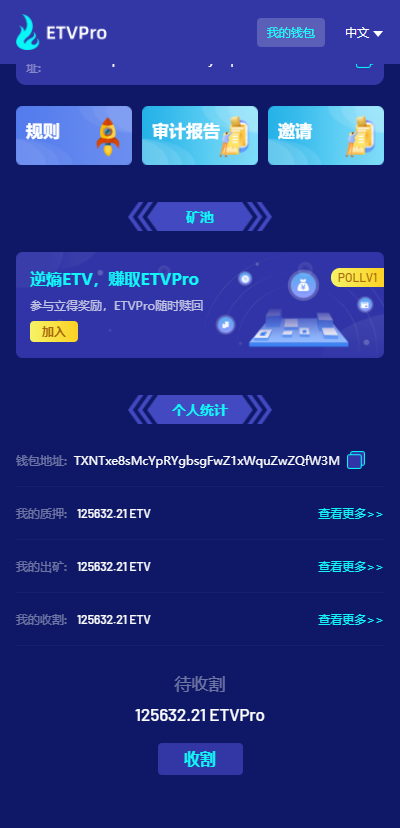 ETVPro
我的钱包
中文
址:
规则
审计报告
邀请
矿池
逆熵ETV，赚取ETVPro
POLLV1
参与立得奖励，ETVPro随时赎回
加入
个人统计
钱包地址: TXNTxe8sMcYpRYgbsgFwZ1xWquZwZQfW3M
我的质押: 125632.21 ETV 查看更多>>
我的出矿: 125632.21 ETV 查看更多>>
我的收割: 125632.21 ETV 查看更多>>
待收割
125632.21 ETVPro
收割